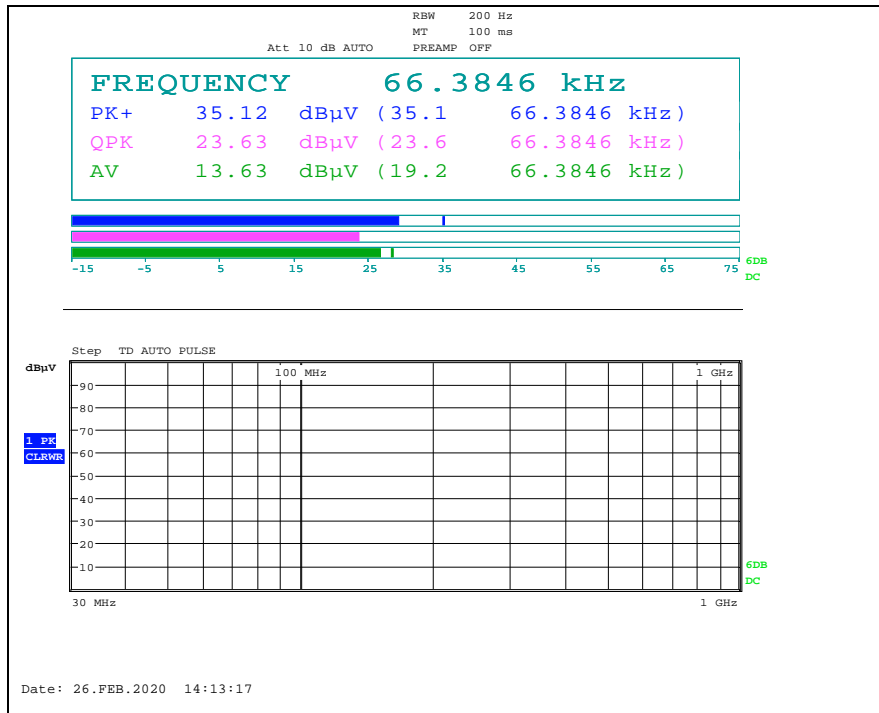 RBW 200 Hz
MT 100 ms
Att 10 dB AUTO PREAMP OFF
FREQUENCY 66.3846 kHz
PK+ 35.12 dBµV (35.1 66.3846 kHz)
QPK 23.63 dBµV (23.6 66.3846 kHz)
AV 13.63 dBµV (19.2 66.3846 kHz)
-15 -5 5 15 25 35 45 55 65 75
6DB
DC
Step TD AUTO PULSE
dBµV
100 MHz 1 GHz
90
80
70
1 PK
CLRWR
60
50
40
30
20
10
6DB
DC
30 MHz 1 GHz
Date: 26.FEB.2020 14:13:17